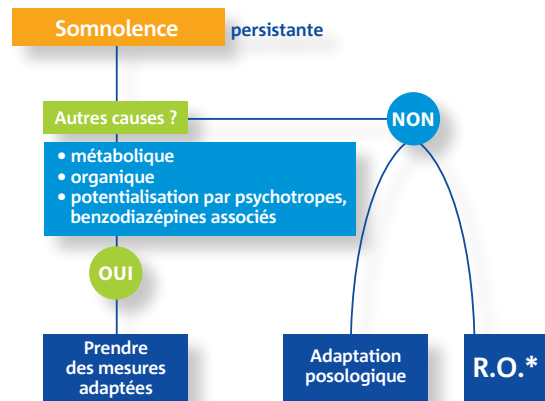 Somnolence persistante
Autres causes ?
NON
• métabolique
• organique
• potentialisation par psychotropes,
benzodiazépines associés
OUI
Prendre
des mesures
adaptées
Adaptation
posologique
R.O.*